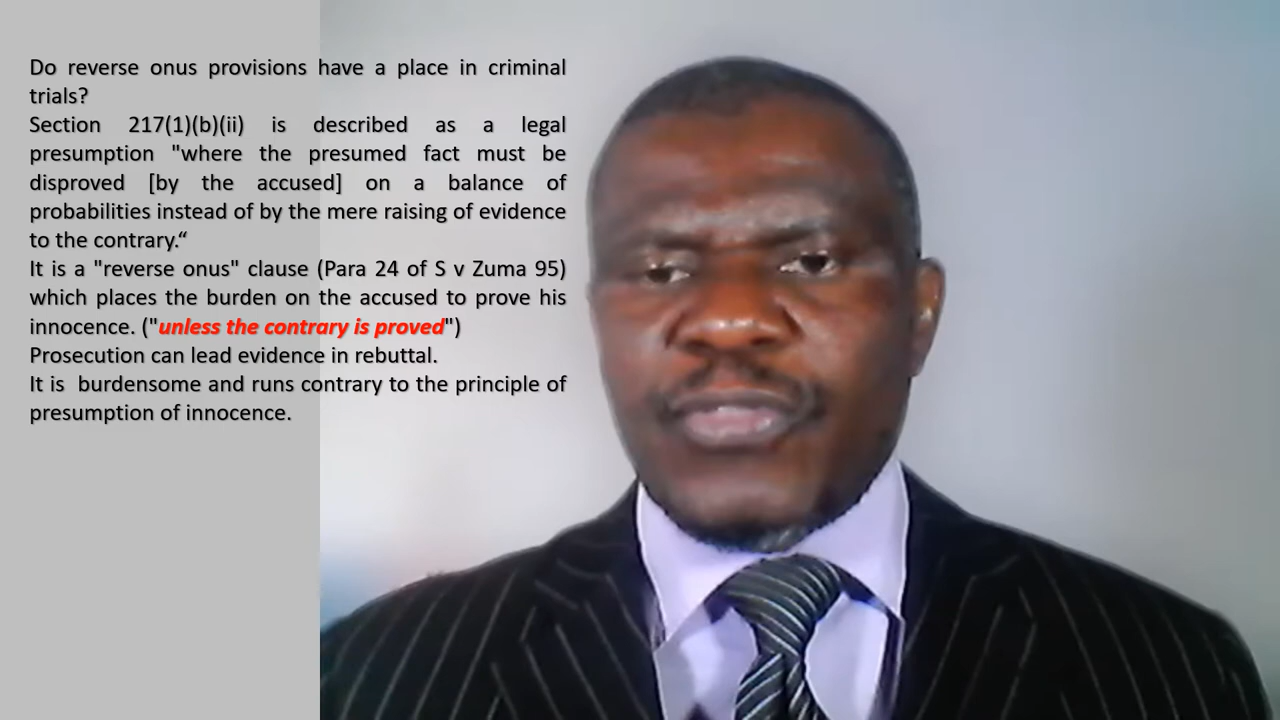 Do reverse onus provisions have a place in criminal
trials?
Section 217(1)(b)(ii) is described as a legal
presumption "where the presumed fact must be
disproved [by the accused] on a balance of
probabilities instead of by the mere raising of evidence
to the contrary.“
It is a "reverse onus" clause (Para 24 of S v Zuma 95)
which places the burden on the accused to prove his
innocence. ("unless the contrary is proved")
Prosecution can lead evidence in rebuttal.
It is  burdensome and runs contrary to the principle of
presumption of innocence.